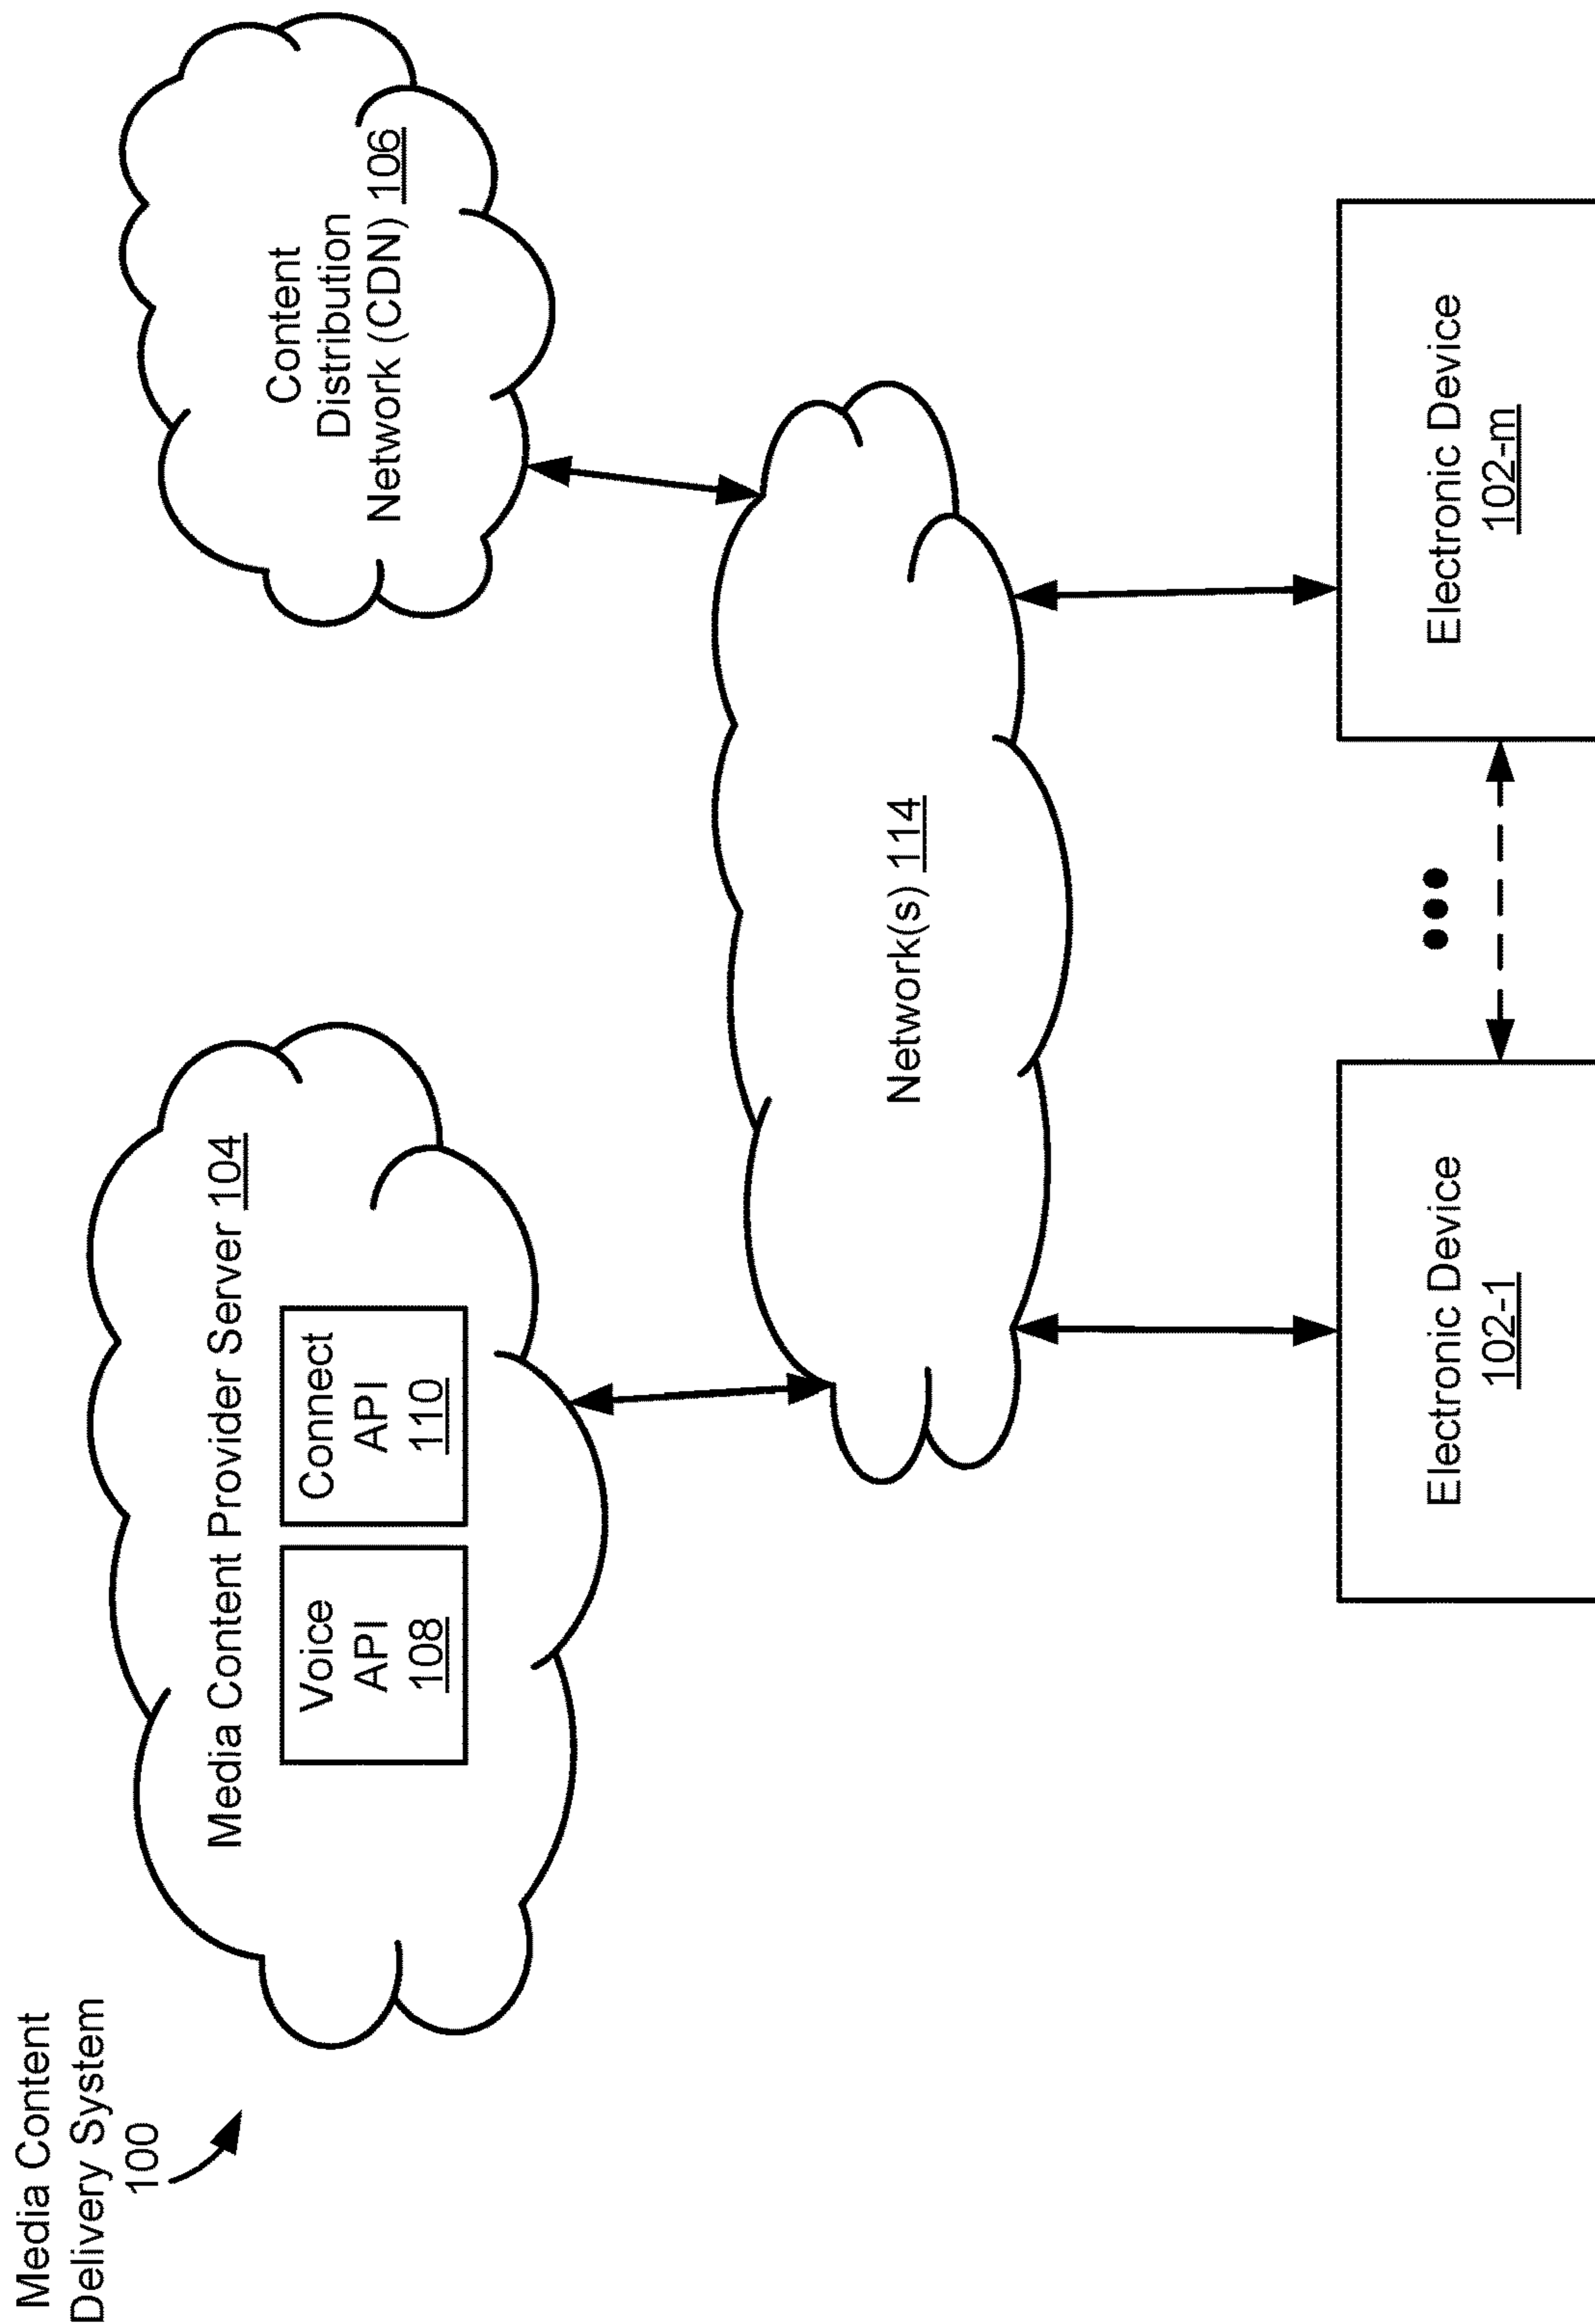 Media Content
Delivery System
100
Media Content Provider Server 104
Voice
API
108
Connect
API
110
Content
Distribution
Network (CDN) 106
Network(s) 114
Electronic Device
102-1
•••
Electronic Device
102-m